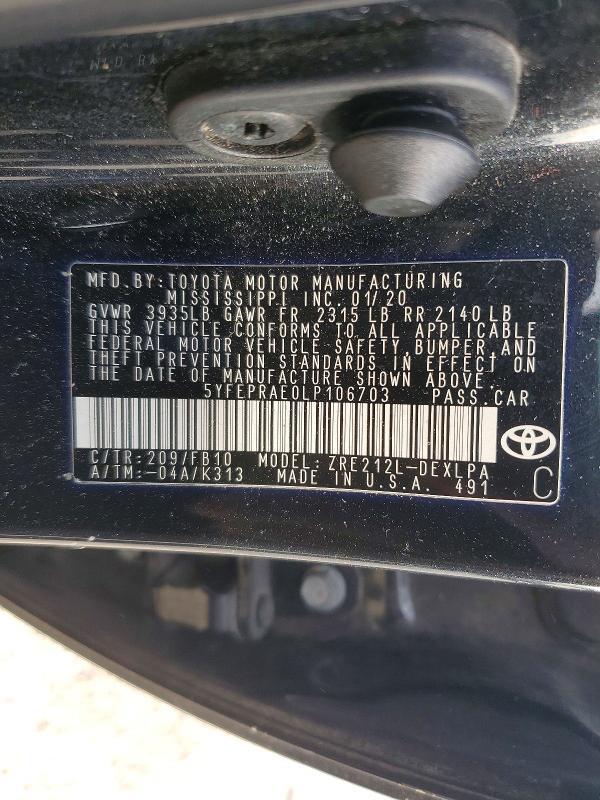 MFD. BY: TOYOTA MOTOR MANUFACTURING
MISSISSIPPI INC. 01/20
GVWR 3935LB GAWR FR 2315 LB RR 2140 LB
THIS VEHICLE CONFORMS TO ALL APPLICABLE
FEDERAL MOTOR VEHICLE SAFETY, BUMPER, AND
THEFT PREVENTION STANDARDS IN EFFECT ON
THE DATE OF MANUFACTURE SHOWN ABOVE.
5YFEPRAE0LP106703 PASS. CAR
C/TR: 209/FB10 MODEL: ZRE212L-DEXLPA
A/TM: -04A/K313 MADE IN U.S.A. 491 C